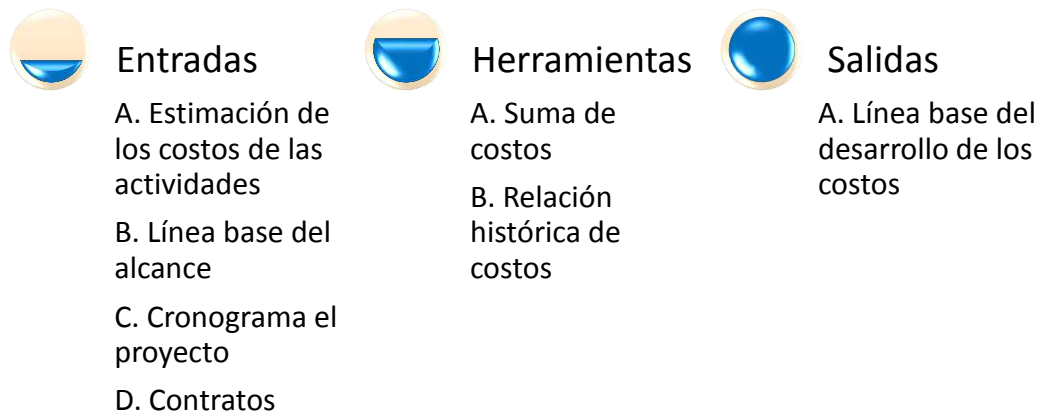 Entradas
A. Estimación de
los costos de las
actividades
B. Línea base del
alcance
C. Cronograma el
proyecto
D. Contratos
Herramientas
A. Suma de
costos
B. Relación
histórica de
costos
Salidas
A. Línea base del
desarrollo de los
costos